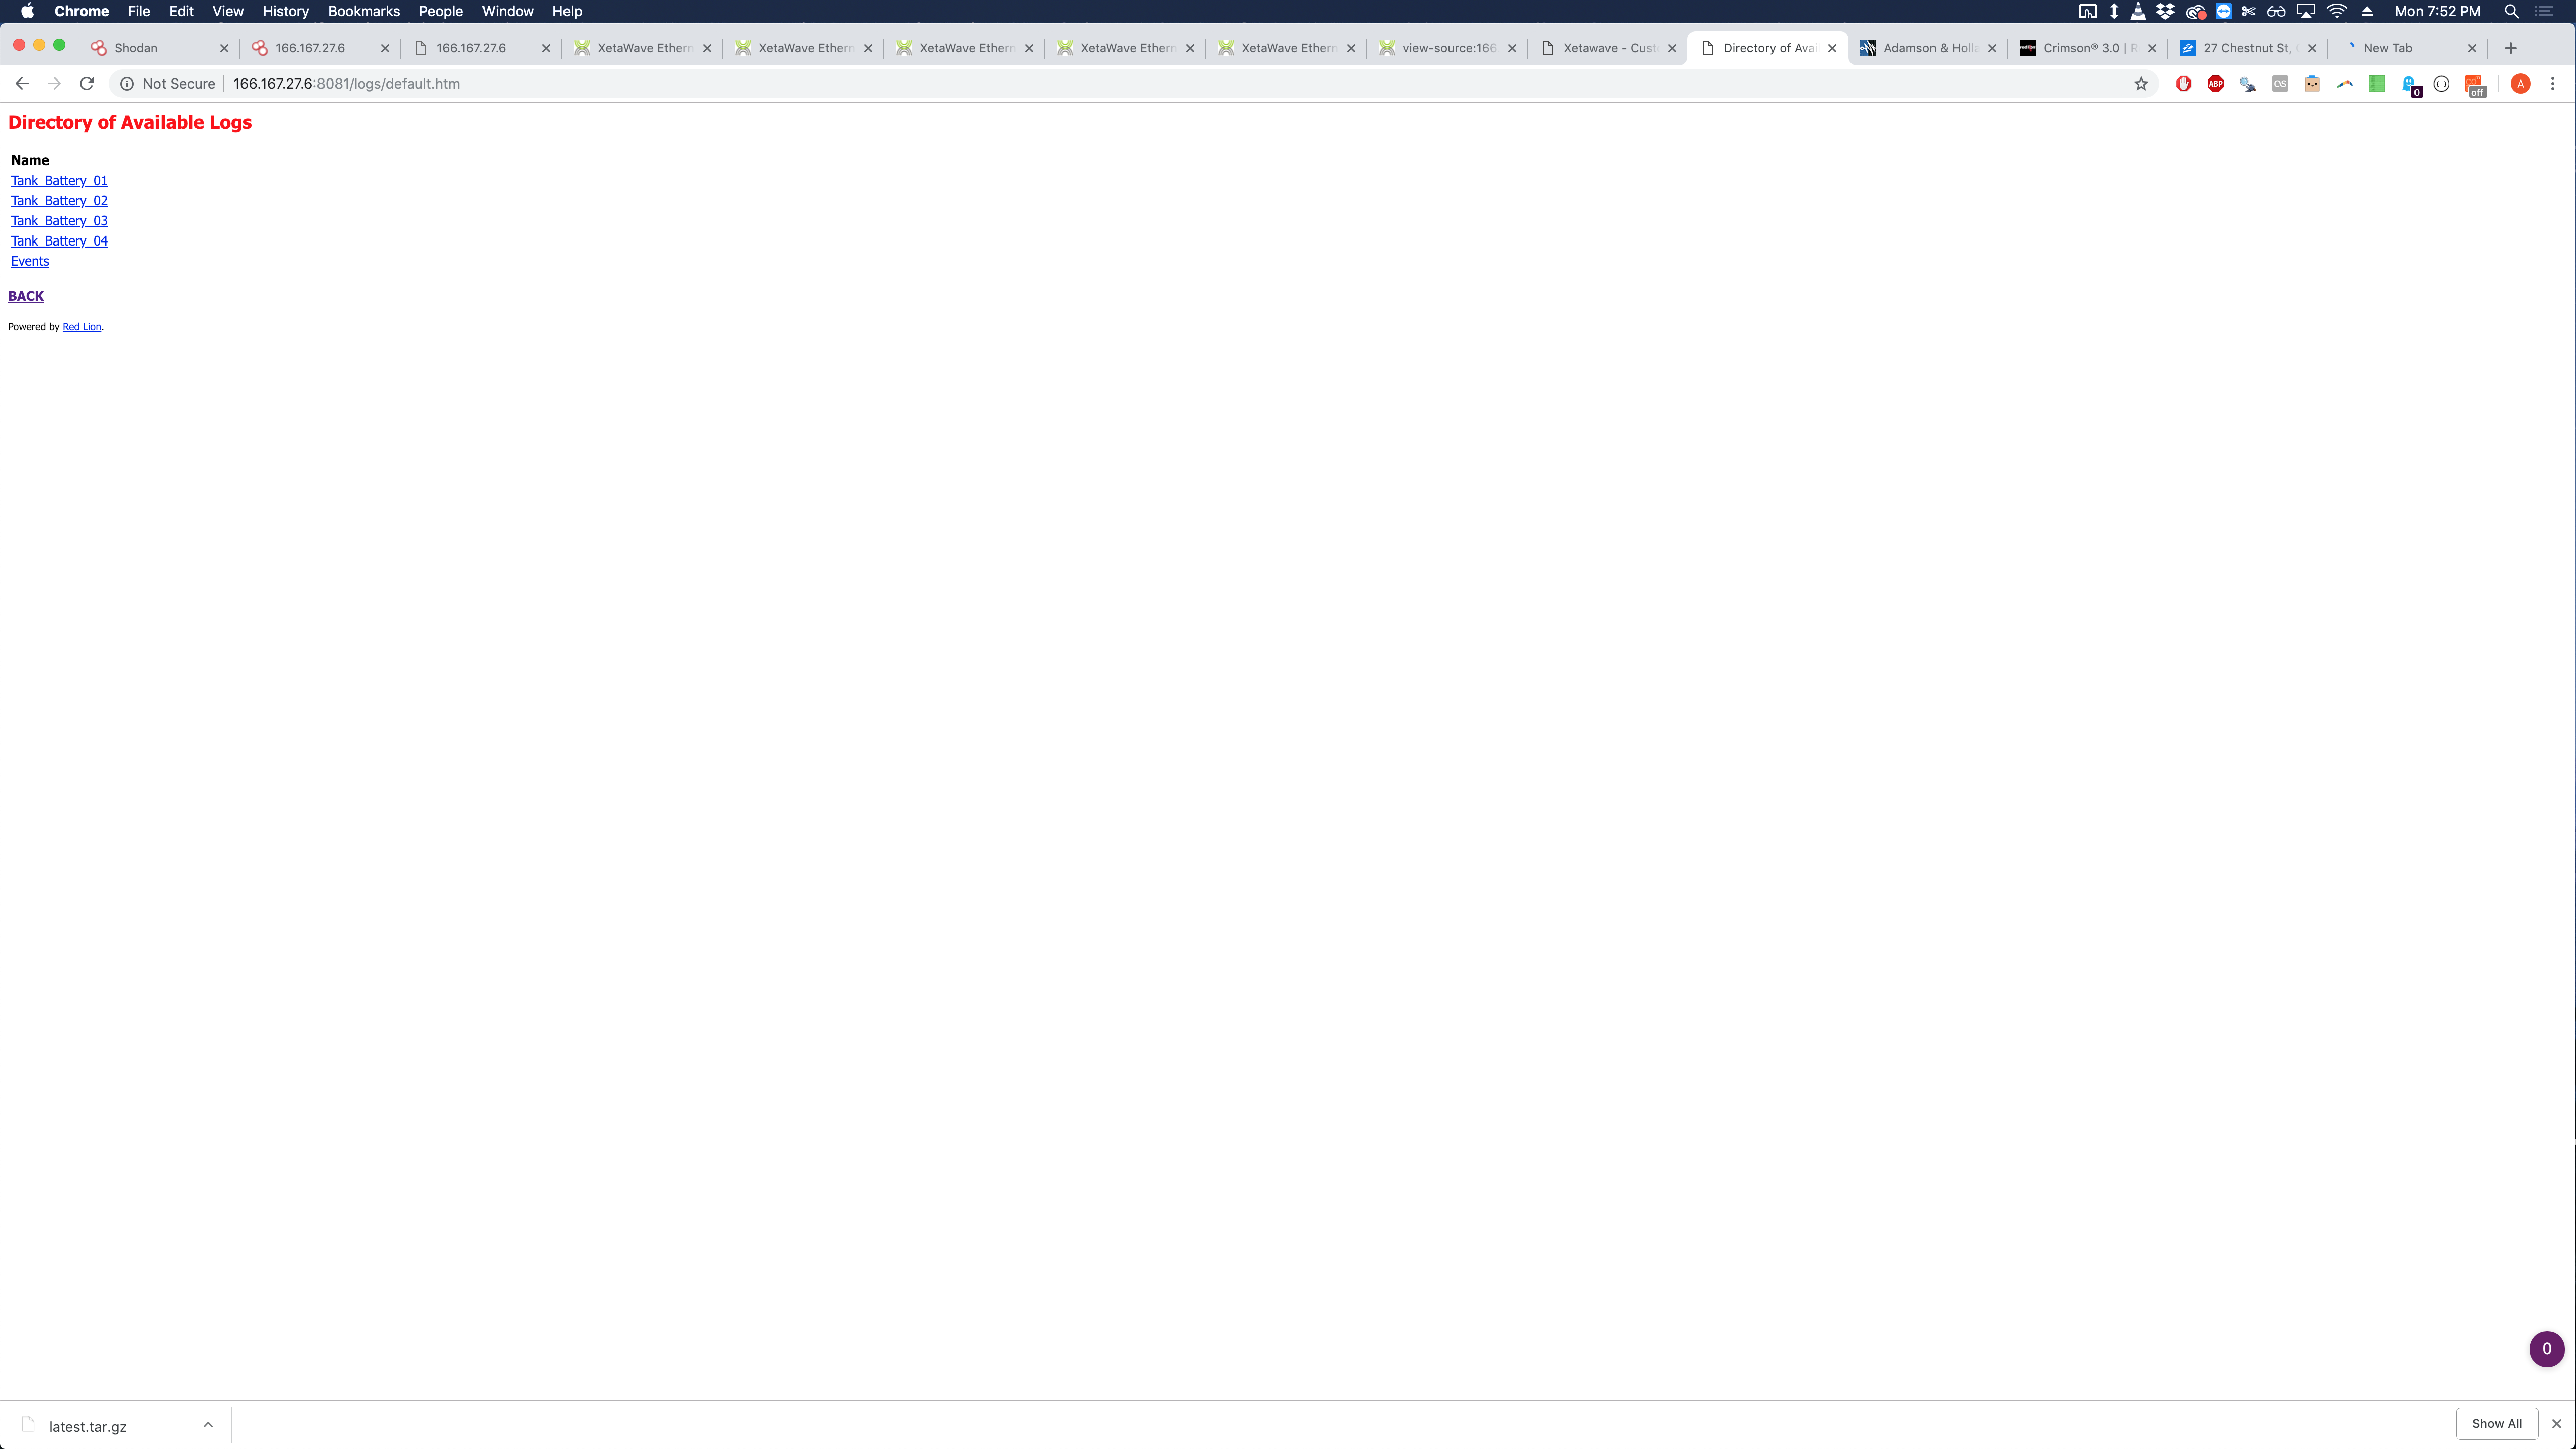 Chrome File Edit View History Bookmarks People Window Help Mon 7:52 PM
Shodan 166.167.27.6 166.167.27.6 XetaWave Ethern XetaWave Ethern XetaWave Ethern XetaWave Ethern XetaWave Ethern view-source:166 Xetawave - Cust Directory of Avai Adamson & Holla Crimson® 3.0 | R 27 Chestnut St, New Tab
Not Secure 166.167.27.6:8081/logs/default.htm ABP 0 off A
Directory of Available Logs
Name
Tank_Battery_01
Tank_Battery_02
Tank_Battery_03
Tank_Battery_04
Events
BACK
Powered by Red Lion.
0
latest.tar.gz Show All